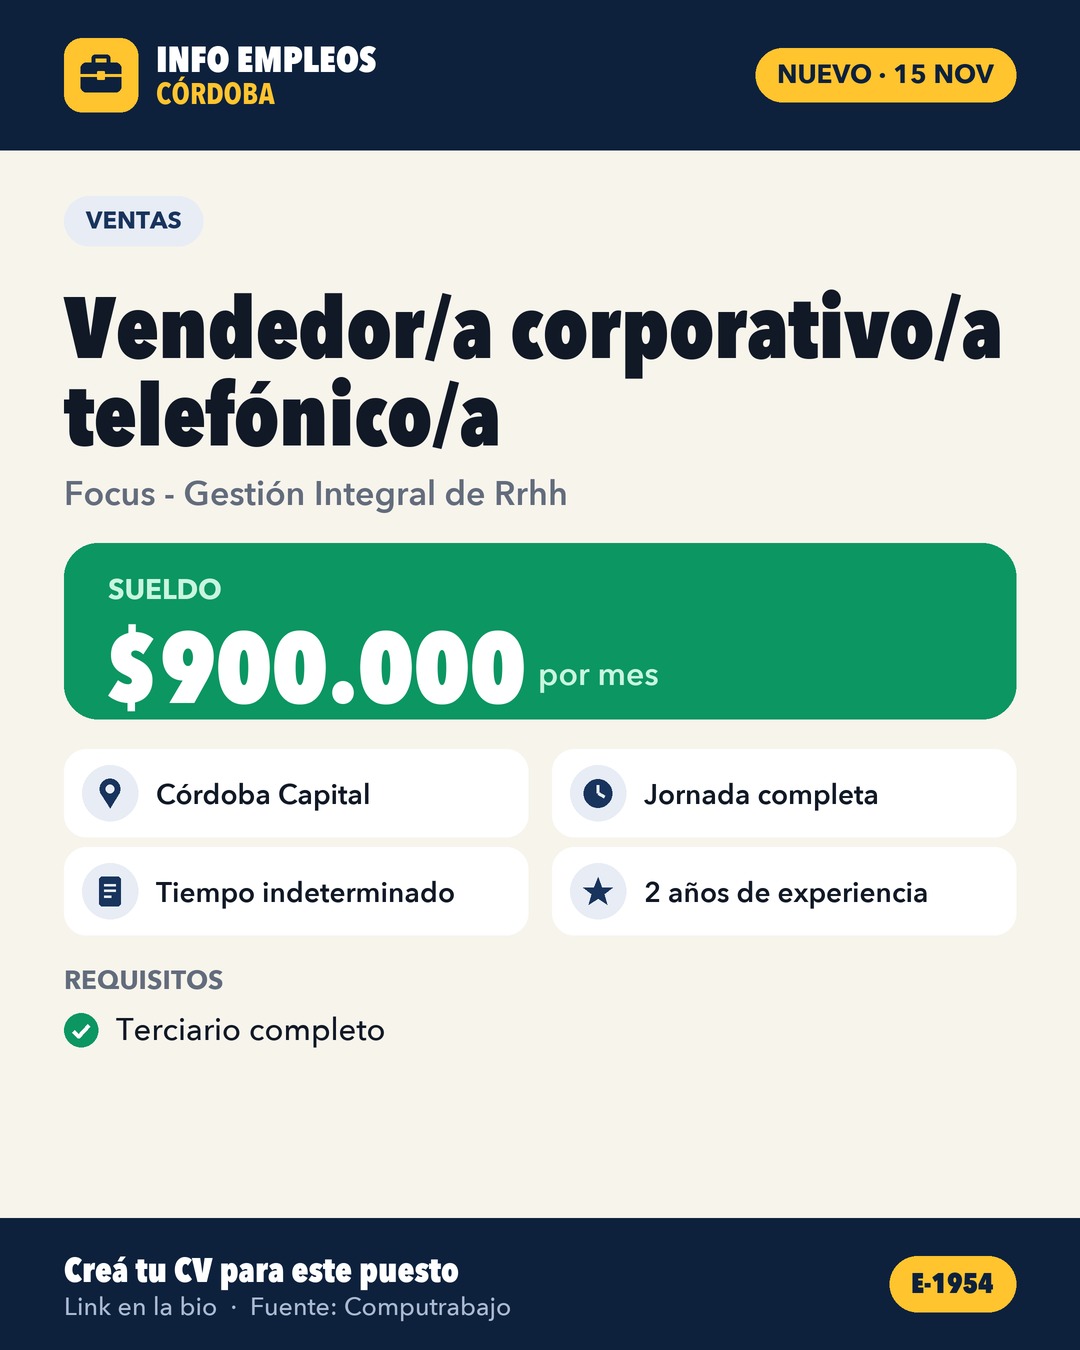 INFO EMPLEOS
CÓRDOBA
NUEVO · 15 NOV
VENTAS
Vendedor/a corporativo/a
telefónico/a
Focus - Gestión Integral de Rrhh
SUELDO
$900.000 por mes
Córdoba Capital
Jornada completa
Tiempo indeterminado
2 años de experiencia
REQUISITOS
Terciario completo
Creá tu CV para este puesto
Link en la bio · Fuente: Computrabajo
E-1954